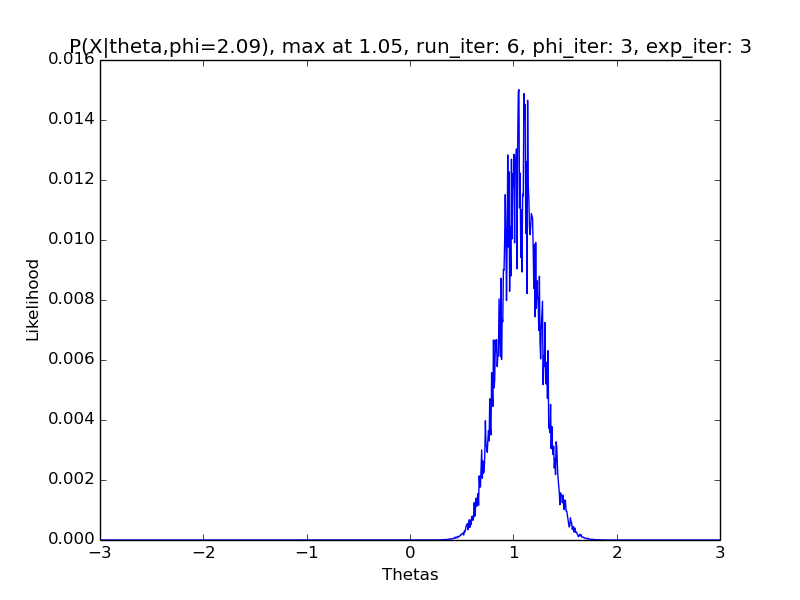 P(X|theta,phi=2.09), max at 1.05, run_iter: 6, phi_iter: 3, exp_iter: 3
0.016
0.014
0.012
0.010
0.008
0.006
0.004
0.002
0.000
Likelihood
−3 −2 −1 0 1 2 3
Thetas